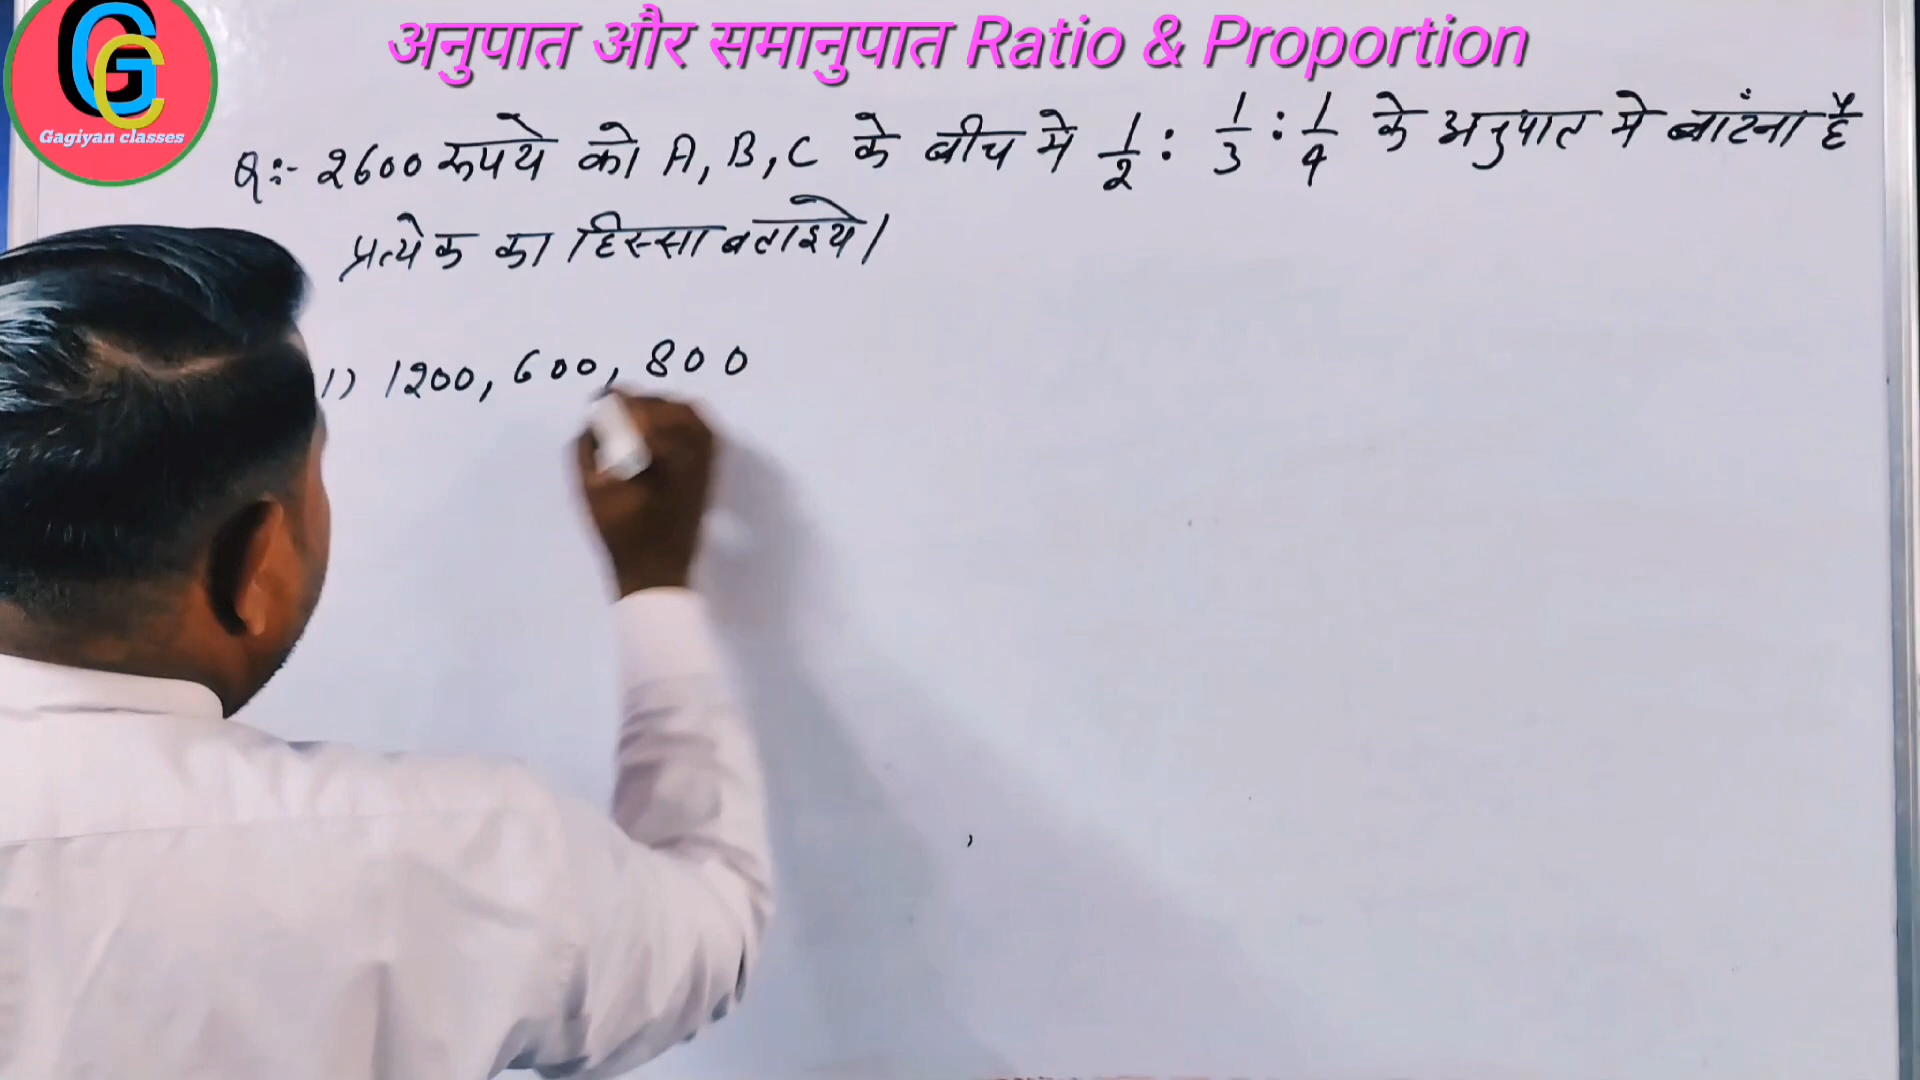 अनुपात और समानुपात Ratio & Proportion
GC
Gagiyan classes
Q:- 2600 रुपये को A, B, C के बीच मे 1/2 : 1/3 : 1/4 के अनुपात मे बांटना है
प्रत्येक का हिस्सा बताइये।
1) 1200, 600, 800